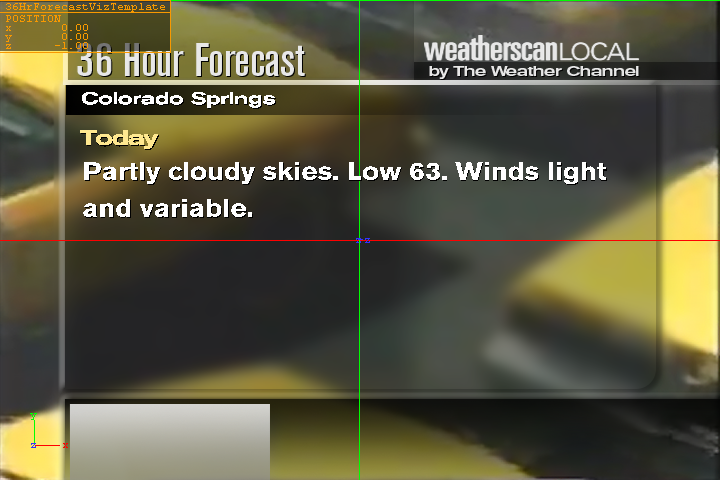 36HrForecastVizTemplate
POSITION
x 0.00
y 0.00
z -1.00
36 Hour Forecast
weatherscanLOCAL
by The Weather Channel
Colorado Springs
Today
Partly cloudy skies. Low 63. Winds light
and variable.
y
z x